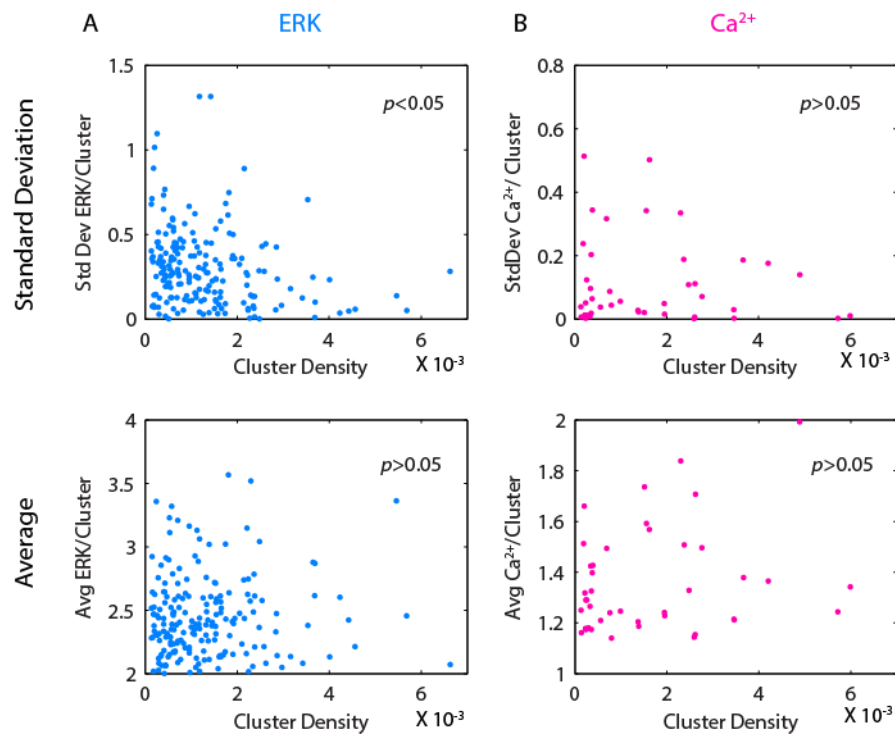 A
ERK
B
Ca²⁺
Standard Deviation
Std Dev ERK/Cluster
1.5
1
0.5
0
p<0.05
0
2
4
6
Cluster Density
X 10⁻³
StdDev Ca²⁺/ Cluster
0.8
0.6
0.4
0.2
0
p>0.05
0
2
4
6
Cluster Density
X 10⁻³
Average
Avg ERK/Cluster
4
3.5
3
2.5
2
p>0.05
0
2
4
6
Cluster Density
X 10⁻³
Avg Ca²⁺/Cluster
2
1.8
1.6
1.4
1.2
1
p>0.05
0
2
4
6
Cluster Density
X 10⁻³